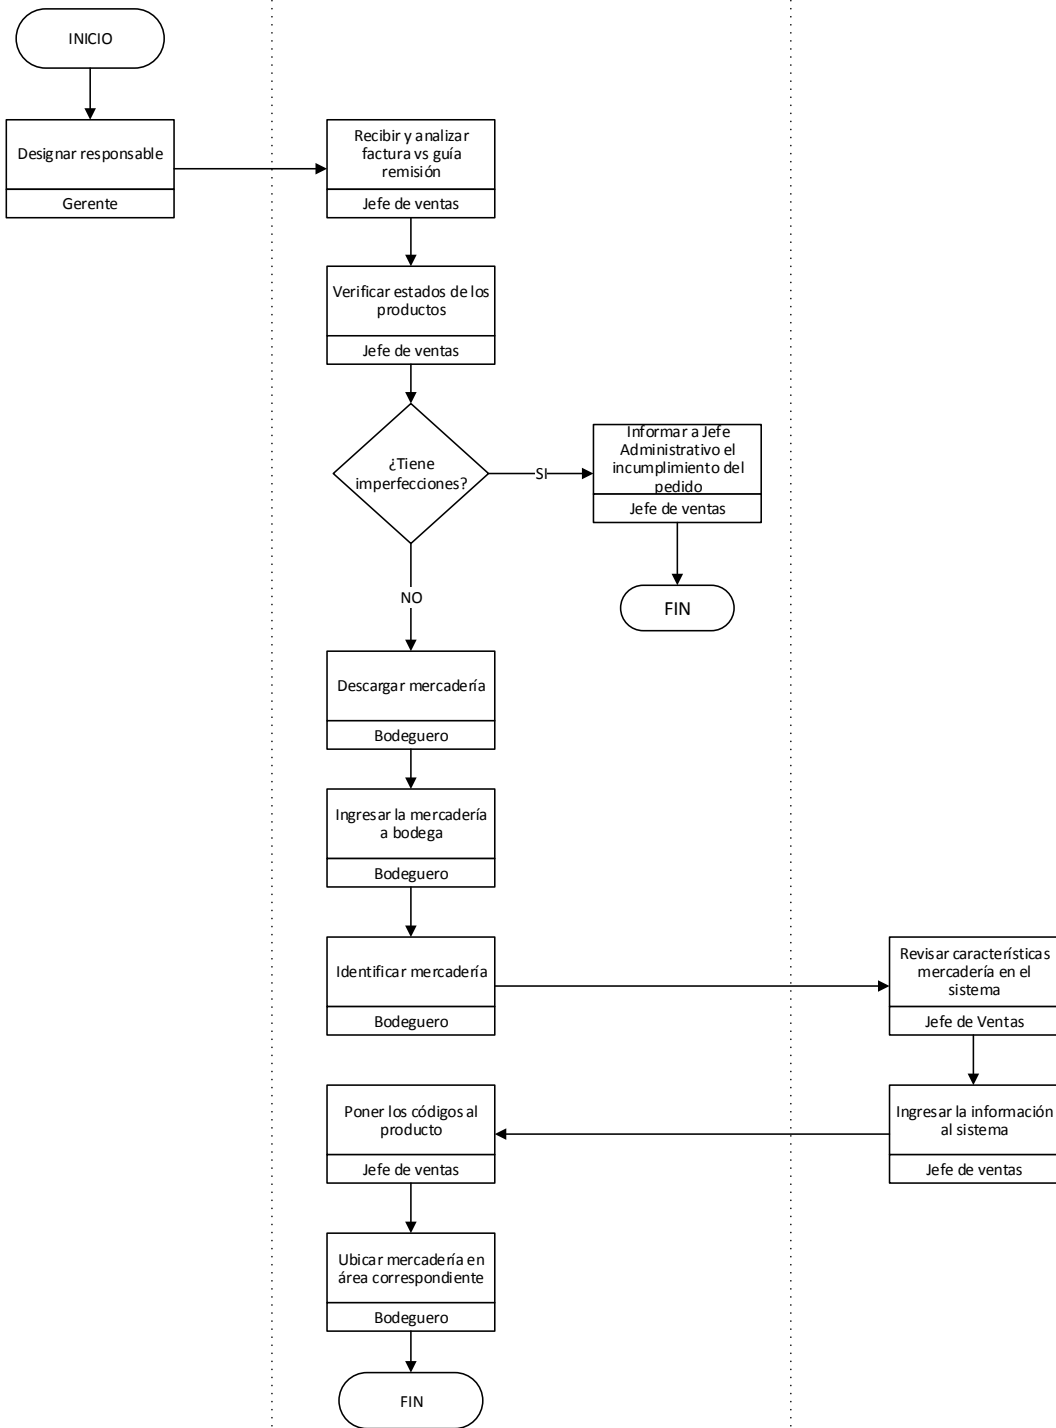 INICIO
Designar responsable
Gerente
Recibir y analizar
factura vs guía
remisión
Jefe de ventas
Verificar estados de los
productos
Jefe de ventas
¿Tiene
imperfecciones?
SI
Informar a Jefe
Administrativo el
incumplimiento del
pedido
Jefe de ventas
FIN
NO
Descargar mercadería
Bodeguero
Ingresar la mercadería
a bodega
Bodeguero
Identificar mercadería
Bodeguero
Revisar características
mercadería en el
sistema
Jefe de Ventas
Ingresar la información
al sistema
Jefe de ventas
Poner los códigos al
producto
Jefe de ventas
Ubicar mercadería en
área correspondiente
Bodeguero
FIN